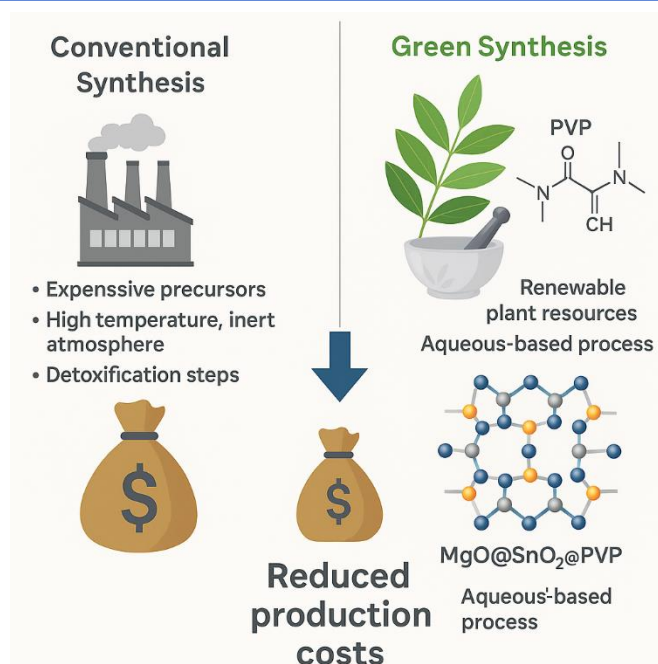 Conventional
Synthesis
• Expenssive precursors
• High temperature, inert
atmosphere
• Detoxification steps
$
$
Reduced
production
costs
Green Synthesis
PVP
O
N
N
CH
Renewable
plant resources
Aqueous-based process
MgO@SnO₂@PVP
Aqueous'-based
process